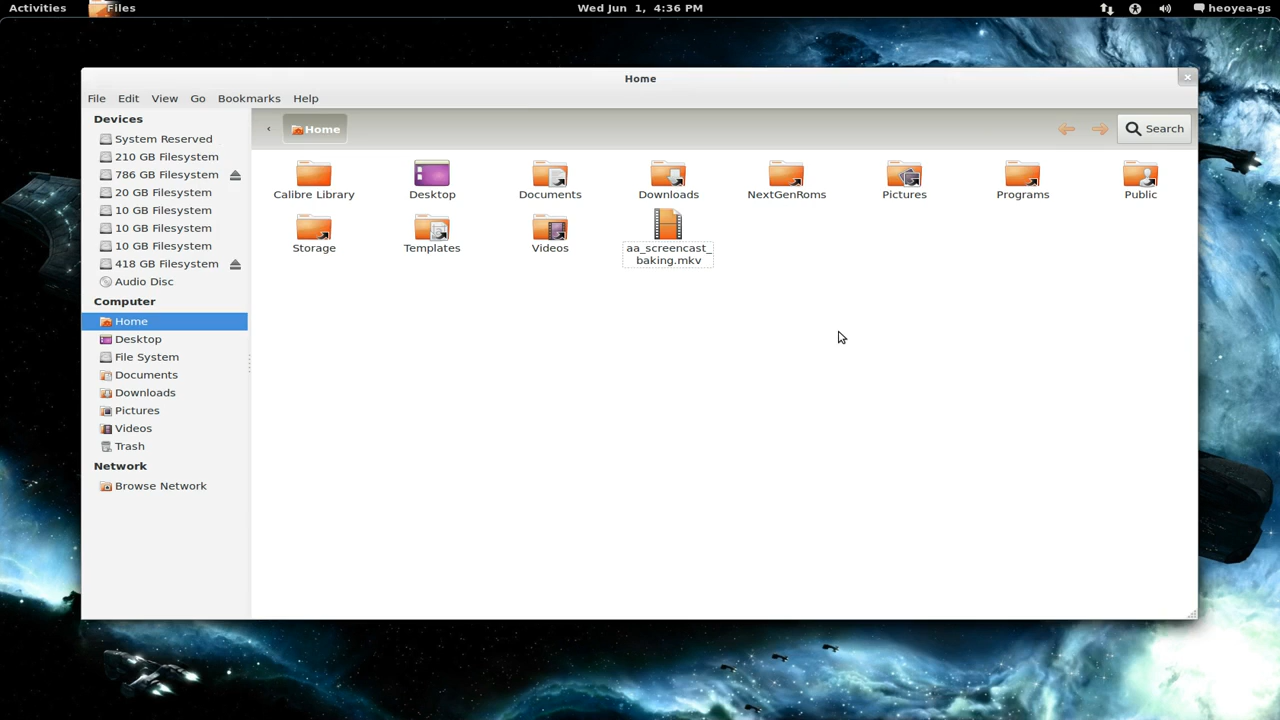 Activities Files Wed Jun 1, 4:36 PM heoyea-gs
Home
File Edit View Go Bookmarks Help
Devices
System Reserved
210 GB Filesystem
786 GB Filesystem
20 GB Filesystem
10 GB Filesystem
10 GB Filesystem
10 GB Filesystem
418 GB Filesystem
Audio Disc
Computer
Home
Desktop
File System
Documents
Downloads
Pictures
Videos
Trash
Network
Browse Network
Home Search
Calibre Library Desktop Documents Downloads NextGenRoms Pictures Programs Public
Storage Templates Videos aa_screencast_
baking.mkv